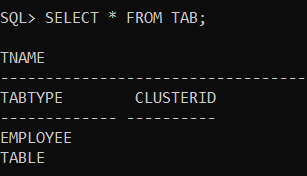 SQL> SELECT * FROM TAB;
TNAME
---------------------------------
TABTYPE CLUSTERID
------------- ----------
EMPLOYEE
TABLE